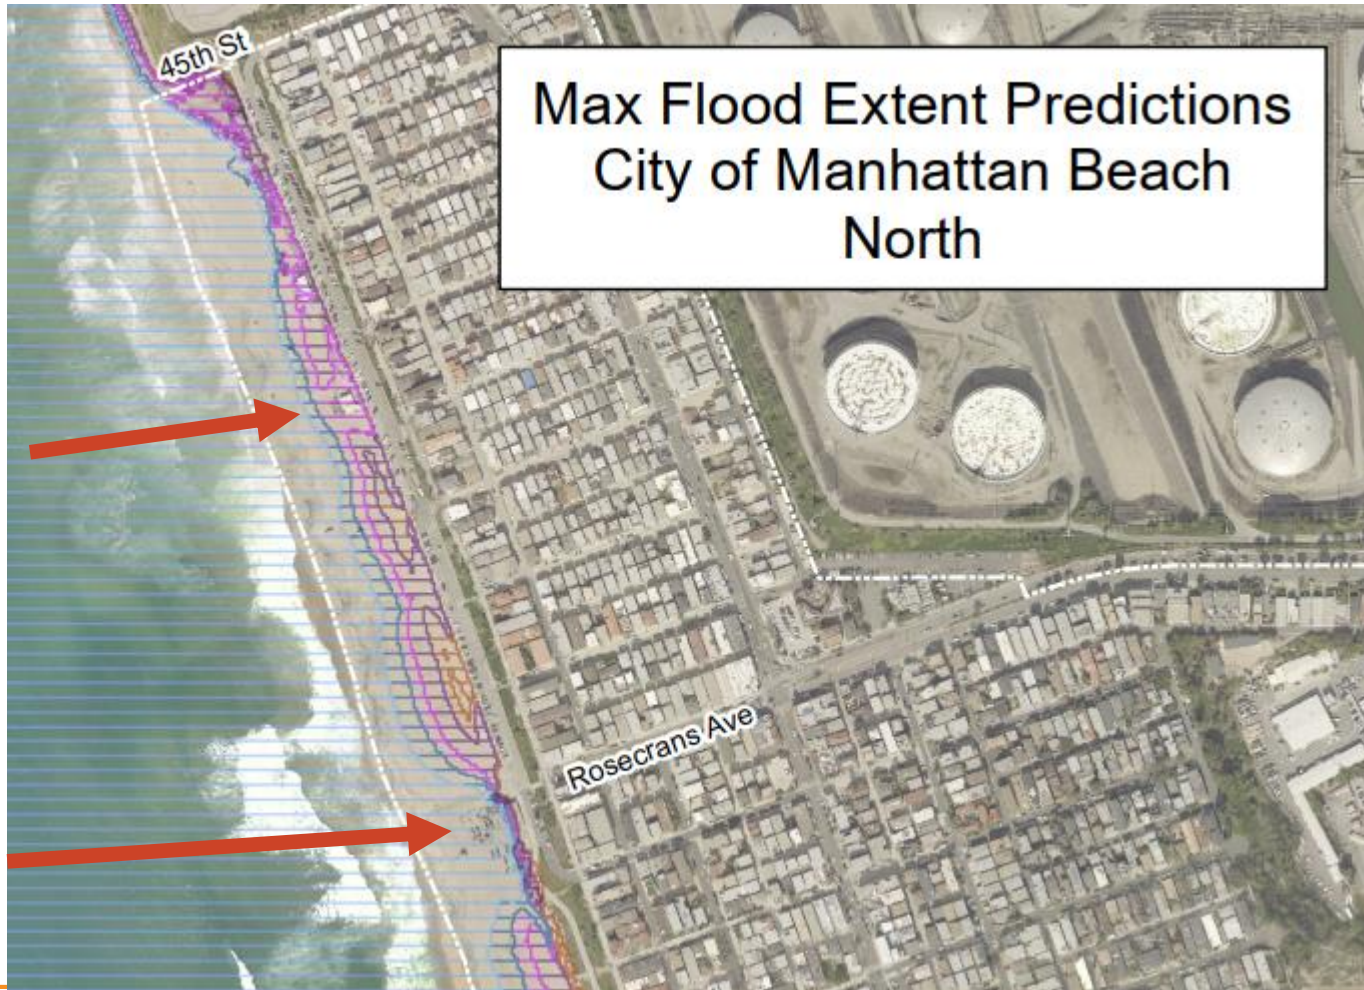 45th St
Max Flood Extent Predictions
City of Manhattan Beach
North
Rosecrans Ave